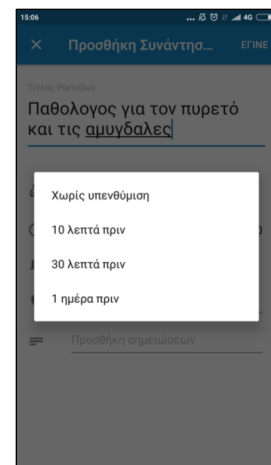 15:06 ... 4G
Προσθήκη Συνάντησ... ΕΓΙΝΕ
Τίτλος Ραντεβού
Παθολογος για τον πυρετό
και τις αμυγδαλες
Χωρίς υπενθύμιση
10 λεπτά πριν
30 λεπτά πριν
1 ημέρα πριν
Προσθήκη σημειώσεων